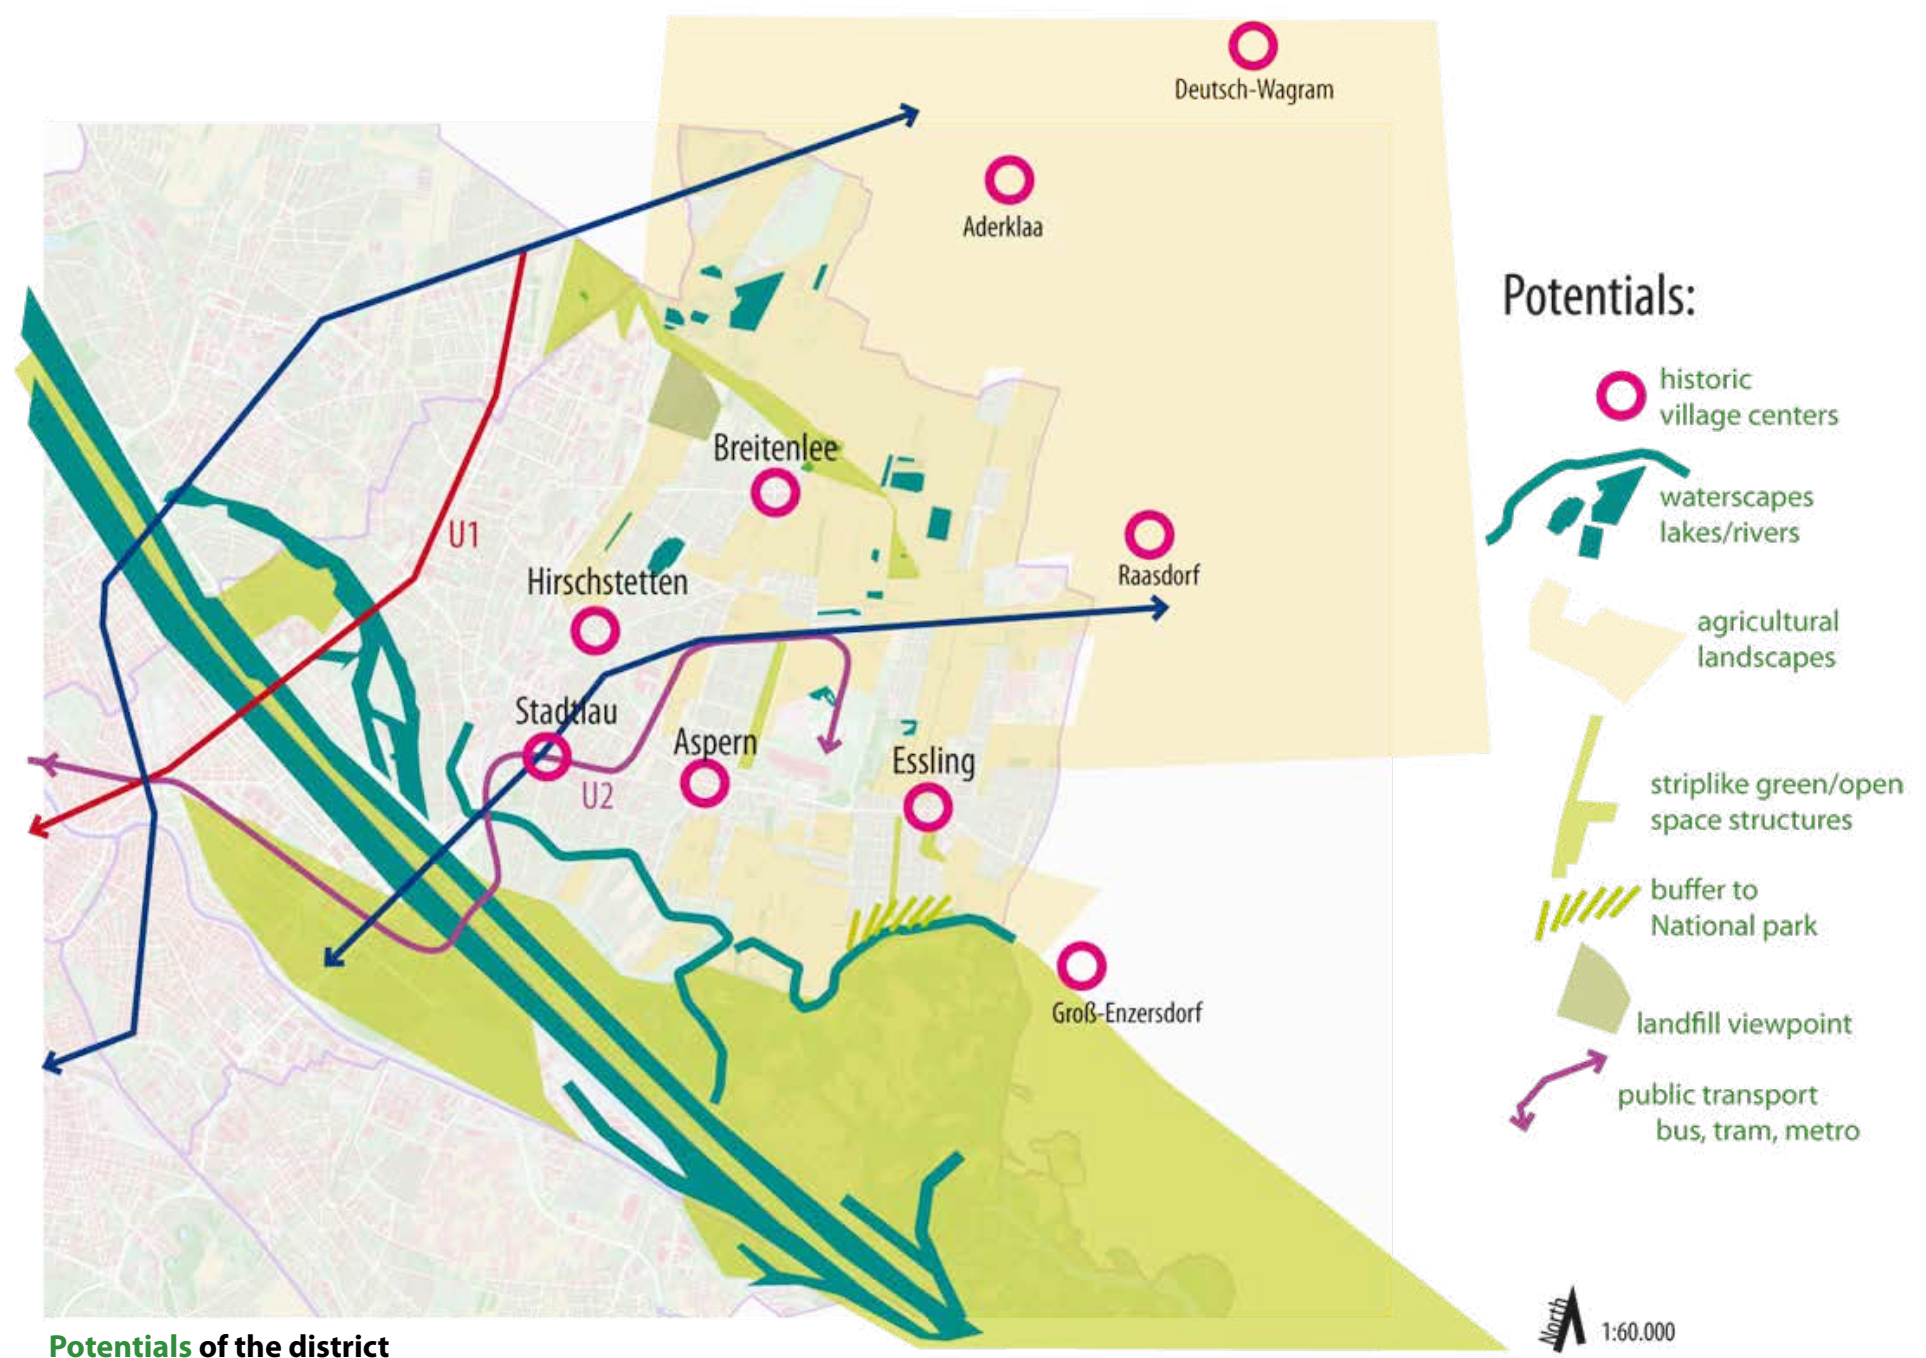 Deutsch-Wagram
Aderklaa
Breitenlee
U1
Hirschstetten
Raasdorf
Stadtlau
Aspern
U2
Essling
Groß-Enzersdorf
Potentials:
historic
village centers
waterscapes
lakes/rivers
agricultural
landscapes
striplike green/open
space structures
buffer to
National park
landfill viewpoint
public transport
bus, tram, metro
North
1:60.000
Potentials of the district